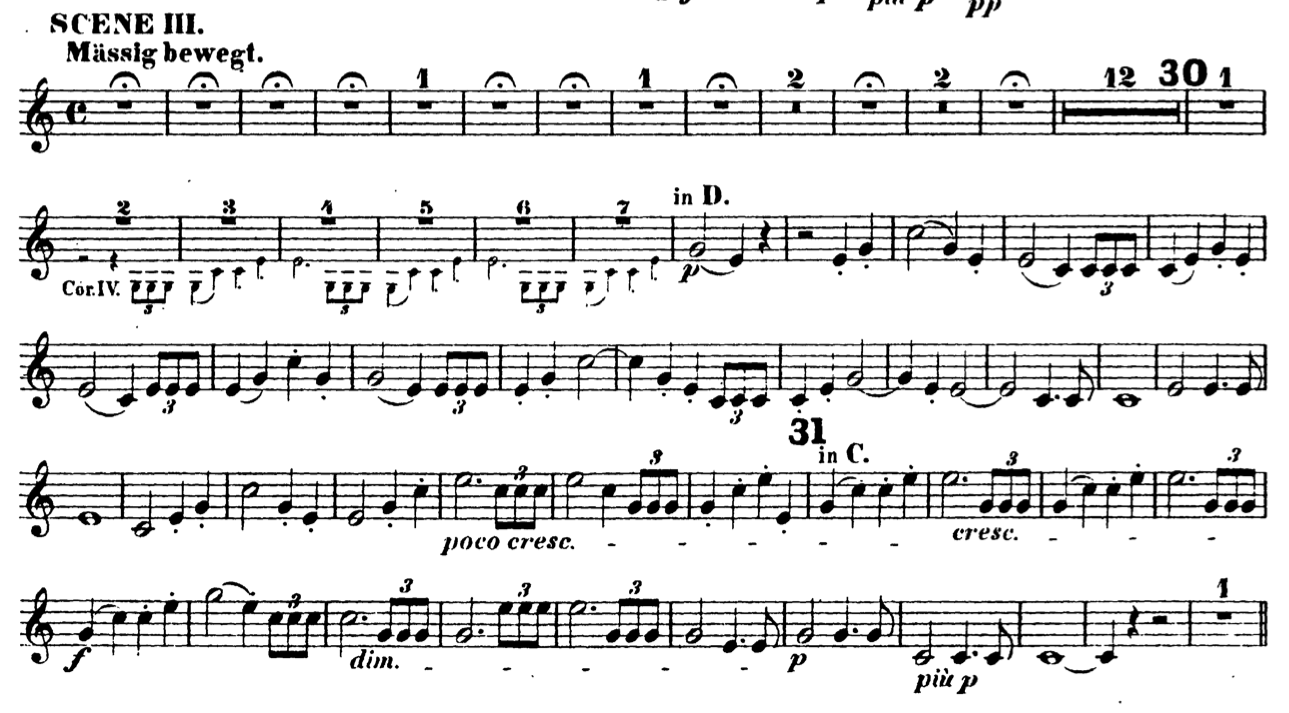 più p pp
SCENE III.
Mässig bewegt.
1 1 2 2 12 30 1
2 3 4 5 6 7 in D.
Cor. IV. 3 3 3 p 3
3 3 3
31
in C.
3 3 3 3
poco cresc. - - - - cresc. - - -
3 3 3 3 1
f dim. - - - - p
più p